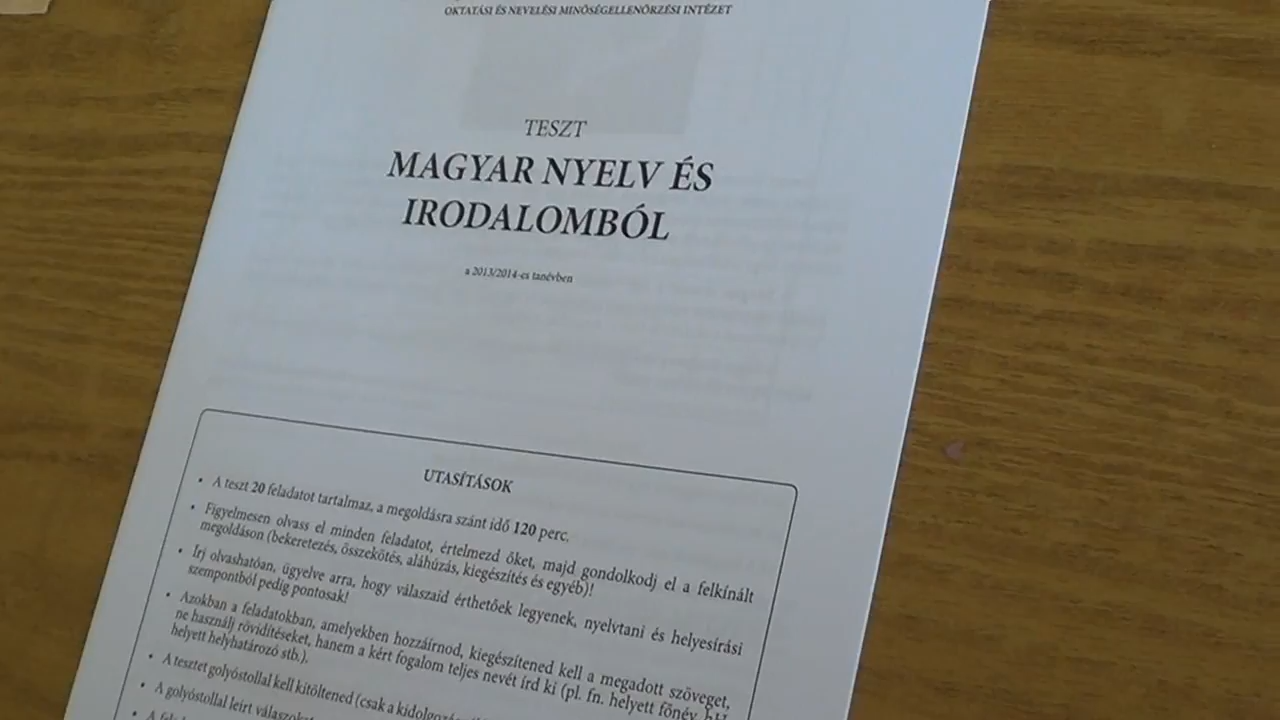 OKTATÁSI ÉS NEVELÉSI MINŐSÉGELLENŐRZÉSI INTÉZET
TESZT
MAGYAR NYELV ÉS
IRODALOMBÓL
a 2013/2014-es tanévben
UTASÍTÁSOK
• A teszt 20 feladatot tartalmaz, a megoldásra szánt idő 120 perc.
• Figyelmesen olvass el minden feladatot, értelmezd őket, majd gondolkodj el a felkínált
megoldáson (bekeretezés, összekötés, aláhúzás, kiegészítés és egyéb)!
• Írj olvashatóan, ügyelve arra, hogy válaszaid érthetőek legyenek, nyelvtani és helyesírási
szempontból pedig pontosak!
• Azokban a feladatokban, amelyekben hozzáírnod, kiegészítened kell a megadott szöveget,
ne használj rövidítéseket, hanem a kért fogalom teljes nevét írd ki (pl. fn. helyett főnév, hH
helyett helyhatározó stb.).
• A tesztet golyóstollal kell kitöltened (csak a
• A golyóstollal leírt